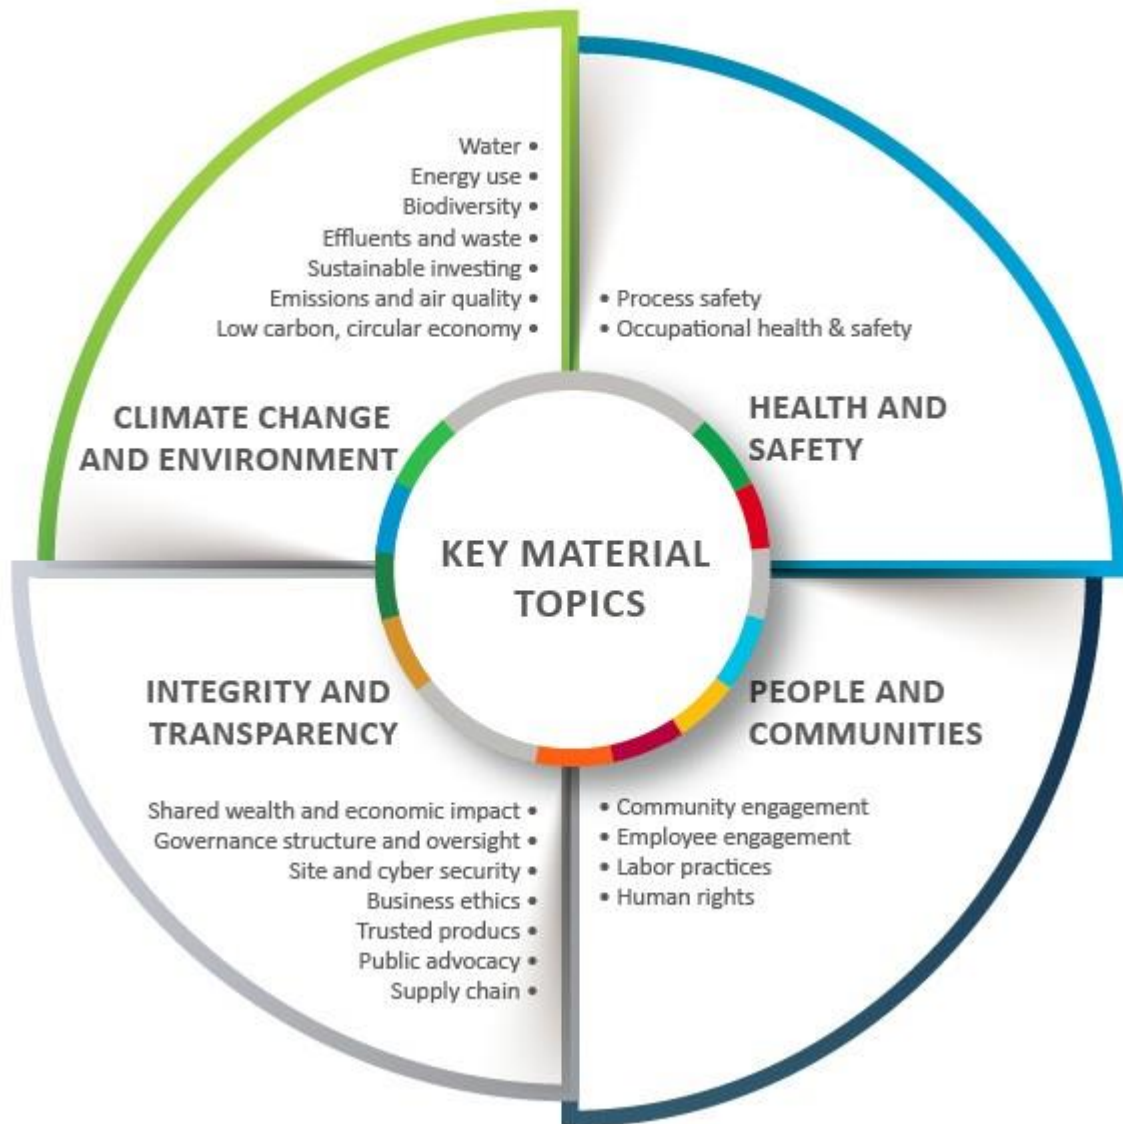 Water •
Energy use •
Biodiversity •
Effluents and waste •
Sustainable investing •
Emissions and air quality •
Low carbon, circular economy •
CLIMATE CHANGE
AND ENVIRONMENT
• Process safety
• Occupational health & safety
HEALTH AND
SAFETY
KEY MATERIAL
TOPICS
INTEGRITY AND
TRANSPARENCY
Shared wealth and economic impact •
Governance structure and oversight •
Site and cyber security •
Business ethics •
Trusted producs •
Public advocacy •
Supply chain •
PEOPLE AND
COMMUNITIES
• Community engagement
• Employee engagement
• Labor practices
• Human rights